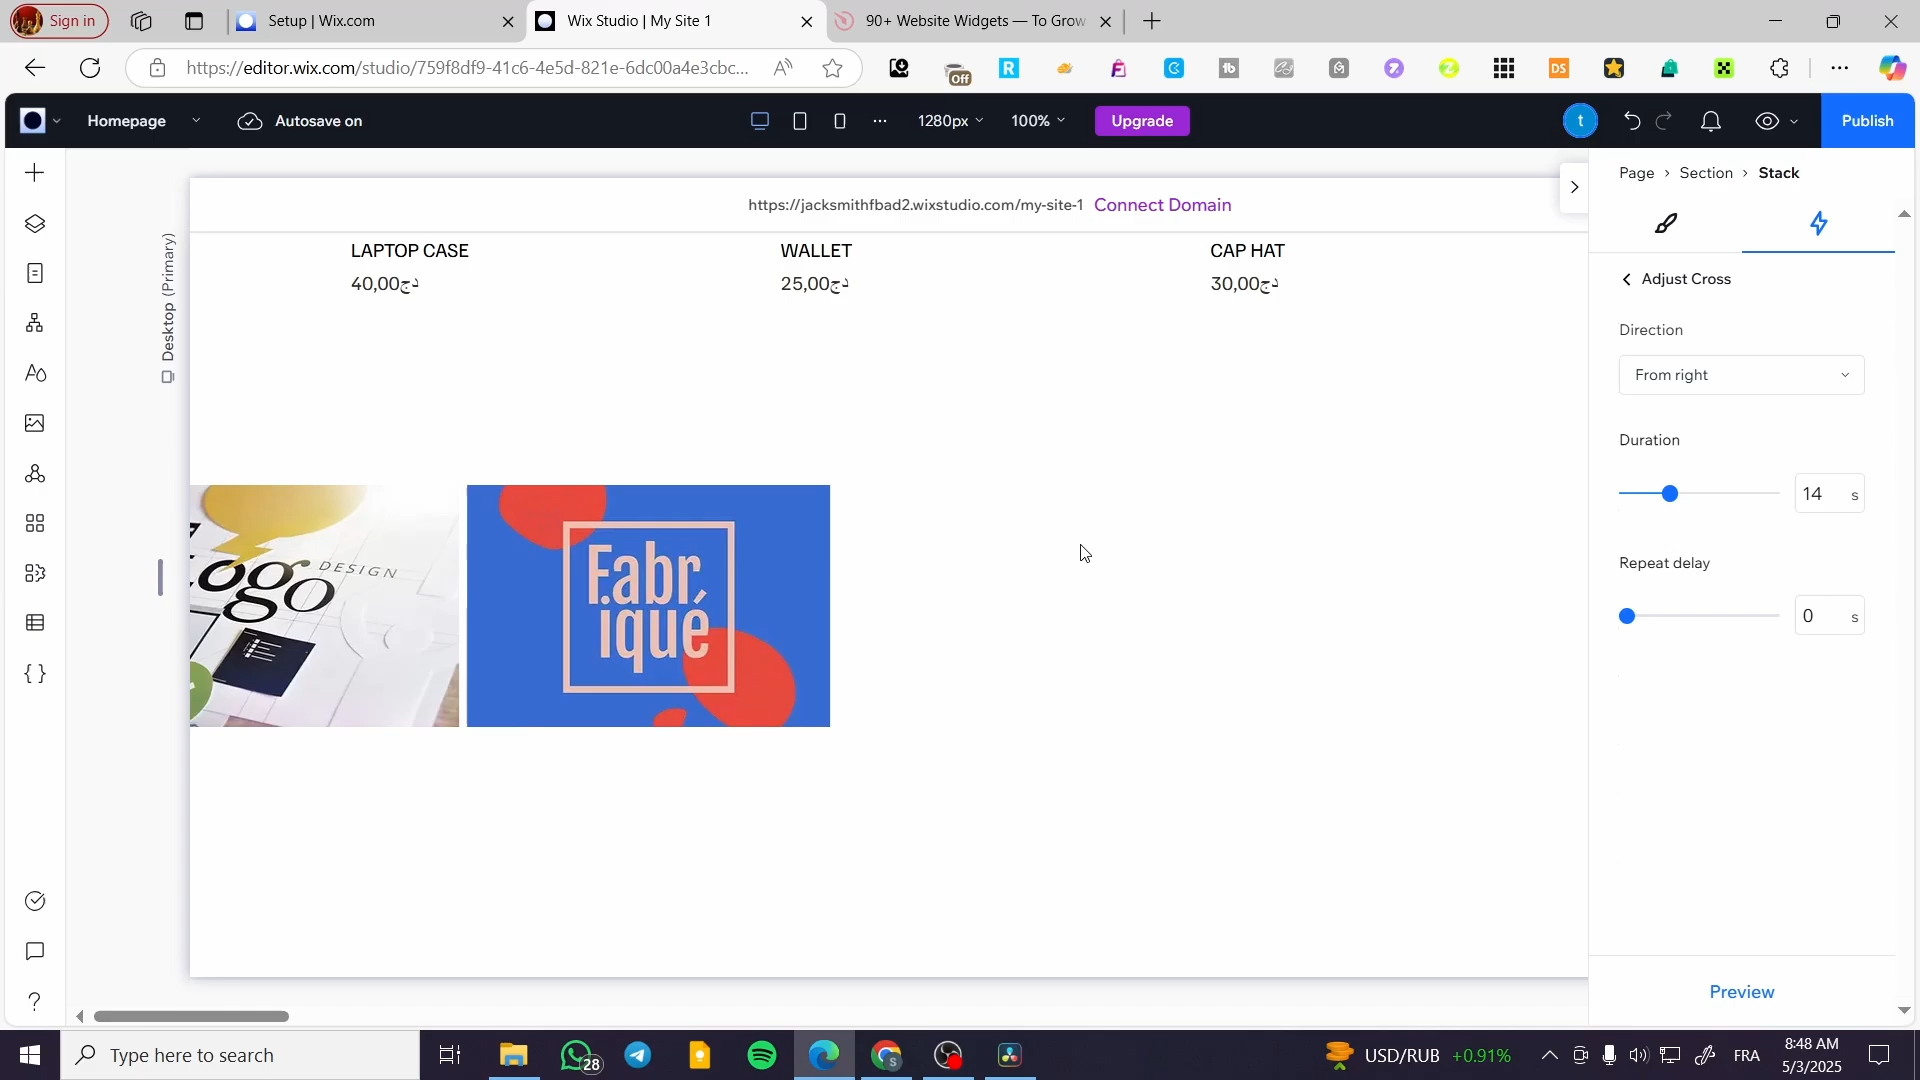 Sign in
Setup | Wix.com
Wix Studio | My Site 1
90+ Website Widgets — To Grow
https://editor.wix.com/studio/759f8df9-41c6-4e5d-821e-6dc00a4e3cbc...
Off
Homepage
Autosave on
1280px
100%
Upgrade
t
Publish
Page > Section > Stack
https://jacksmithfbad2.wixstudio.com/my-site-1 Connect Domain
Desktop (Primary)
LAPTOP CASE
WALLET
CAP HAT
40,00دج
25,00دج
30,00دج
Adjust Cross
Direction
From right
Duration
14 s
Repeat delay
0 s
ogo DESIGN
Fabr
iqué
Preview
Type here to search
28
USD/RUB +0.91%
FRA
8:48 AM
5/3/2025